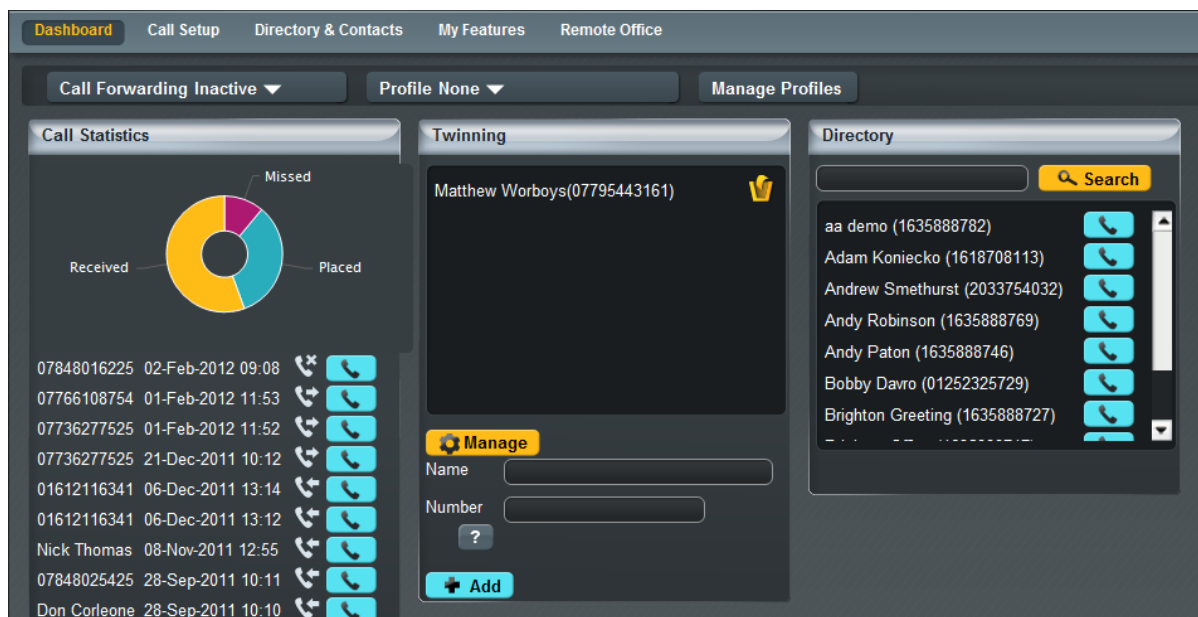 Dashboard Call Setup Directory & Contacts My Features Remote Office
Call Forwarding Inactive Profile None Manage Profiles
Call Statistics
Missed
Received
Placed
07848016225 02-Feb-2012 09:08
07766108754 01-Feb-2012 11:53
07736277525 01-Feb-2012 11:52
07736277525 21-Dec-2011 10:12
01612116341 06-Dec-2011 13:14
01612116341 06-Dec-2011 13:12
Nick Thomas 08-Nov-2011 12:55
07848025425 28-Sep-2011 10:11
Don Corleone 28-Sep-2011 10:10
Twinning
Matthew Worboys(07795443161)
Manage
Name
Number
?
Add
Directory
Search
aa demo (1635888782)
Adam Koniecko (1618708113)
Andrew Smethurst (2033754032)
Andy Robinson (1635888769)
Andy Paton (1635888746)
Bobby Davro (01252325729)
Brighton Greeting (1635888727)